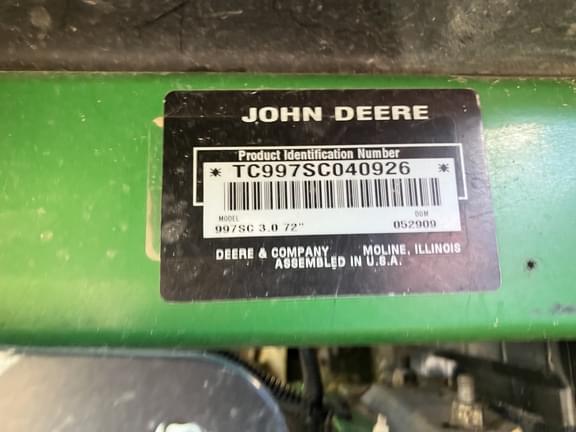 JOHN DEERE
Product Identification Number
* TC997SC040926 *
MODEL DOM
997SC 3.0 72" 052909
DEERE & COMPANY MOLINE, ILLINOIS
ASSEMBLED IN U.S.A.